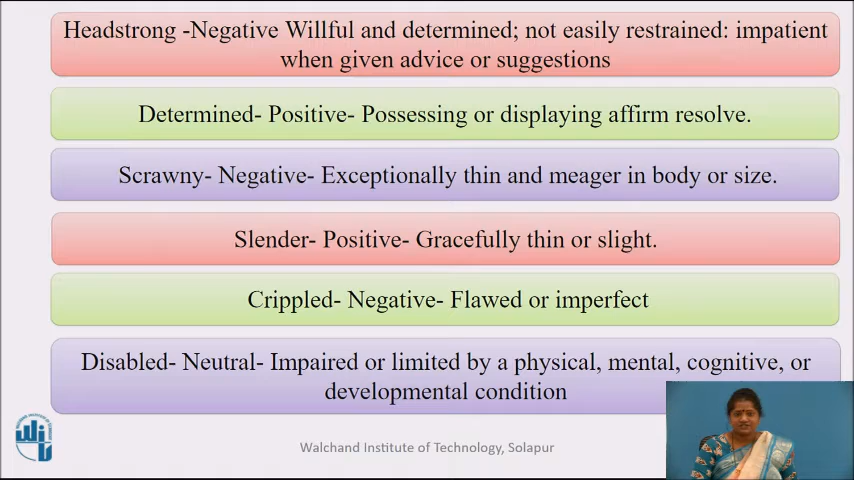 Headstrong -Negative Willful and determined; not easily restrained: impatient
when given advice or suggestions
Determined- Positive- Possessing or displaying affirm resolve.
Scrawny- Negative- Exceptionally thin and meager in body or size.
Slender- Positive- Gracefully thin or slight.
Crippled- Negative- Flawed or imperfect
Disabled- Neutral- Impaired or limited by a physical, mental, cognitive, or
developmental condition
Walchand Institute of Technology, Solapur